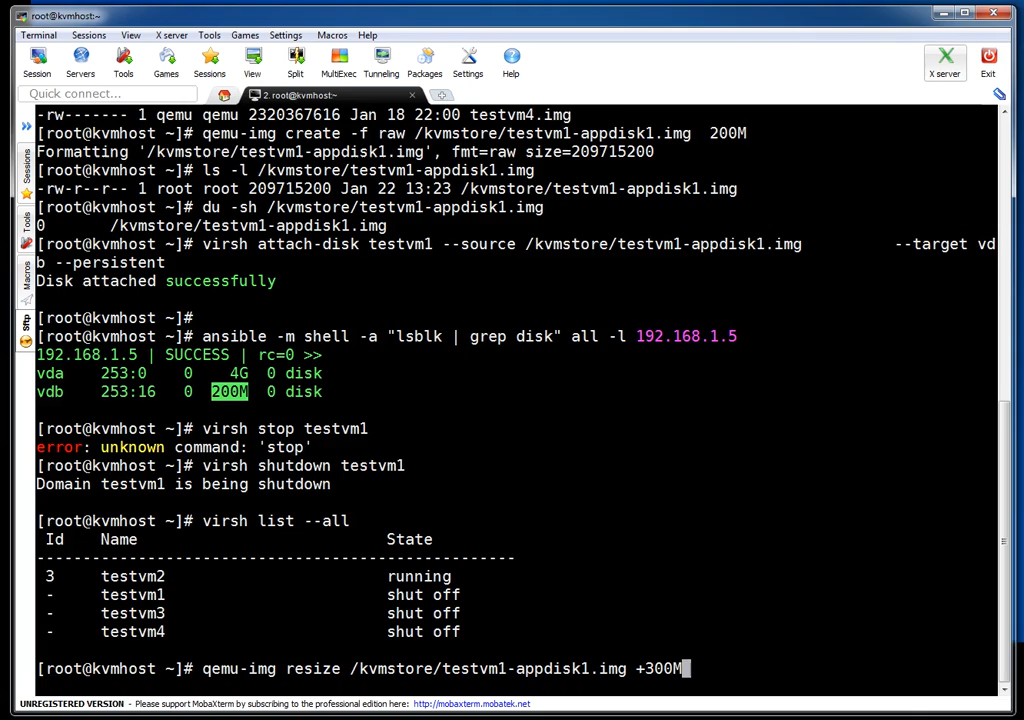 root@kvmhost:~
Terminal Sessions View X server Tools Games Settings Macros Help
Session Servers Tools Games Sessions View Split MultiExec Tunneling Packages Settings Help X server Exit
Quick connect...
2. root@kvmhost:~
Sessions
Tools
Macros
Sftp
-rw------- 1 qemu qemu 2320367616 Jan 18 22:00 testvm4.img
[root@kvmhost ~]# qemu-img create -f raw /kvmstore/testvm1-appdisk1.img  200M
Formatting '/kvmstore/testvm1-appdisk1.img', fmt=raw size=209715200
[root@kvmhost ~]# ls -l /kvmstore/testvm1-appdisk1.img
-rw-r--r-- 1 root root 209715200 Jan 22 13:23 /kvmstore/testvm1-appdisk1.img
[root@kvmhost ~]# du -sh /kvmstore/testvm1-appdisk1.img
0       /kvmstore/testvm1-appdisk1.img
[root@kvmhost ~]# virsh attach-disk testvm1 --source /kvmstore/testvm1-appdisk1.img          --target vd
b --persistent
Disk attached successfully
[root@kvmhost ~]#
[root@kvmhost ~]# ansible -m shell -a "lsblk | grep disk" all -l 192.168.1.5
192.168.1.5 | SUCCESS | rc=0 >>
vda    253:0    0    4G  0 disk
vdb    253:16   0  200M  0 disk
[root@kvmhost ~]# virsh stop testvm1
error: unknown command: 'stop'
[root@kvmhost ~]# virsh shutdown testvm1
Domain testvm1 is being shutdown
[root@kvmhost ~]# virsh list --all
 Id    Name                           State
----------------------------------------------------
 3     testvm2                        running
 -     testvm1                        shut off
 -     testvm3                        shut off
 -     testvm4                        shut off
[root@kvmhost ~]# qemu-img resize /kvmstore/testvm1-appdisk1.img +300M
UNREGISTERED VERSION - Please support MobaXterm by subscribing to the professional edition here: http://mobaxterm.mobatek.net